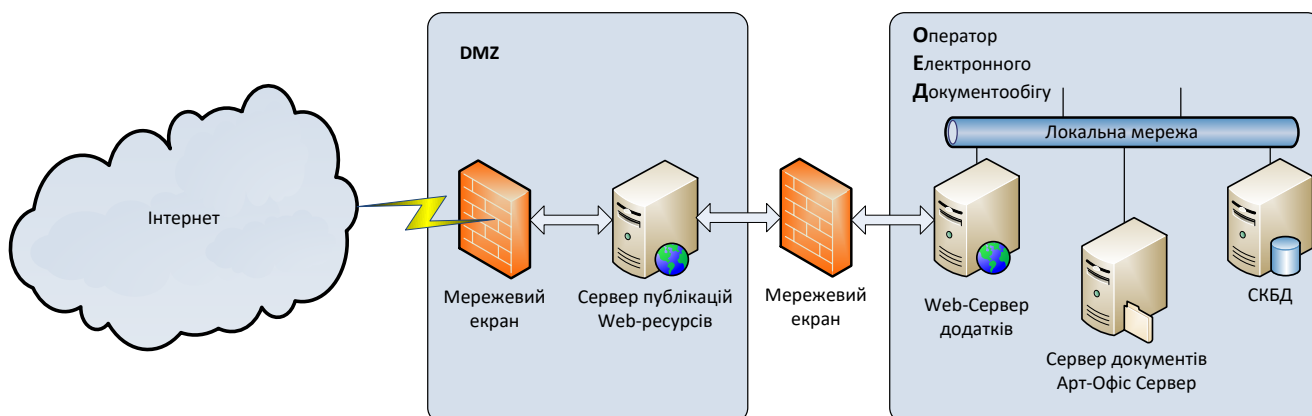 DMZ
Оператор
Електронного
Документообігу
Локальна мережа
Інтернет
Мережевий
екран
Сервер публікацій
Web-ресурсів
Мережевий
екран
Web-Сервер
додатків
СКБД
Сервер документів
Арт-Офіс Сервер